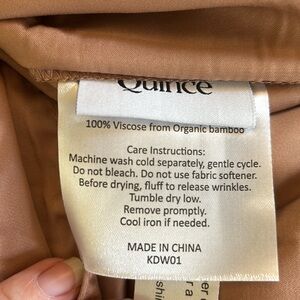 Quince
100% Viscose from Organic bamboo
Care Instructions:
Machine wash cold separately, gentle cycle.
Do not bleach. Do not use fabric softener.
Before drying, fluff to release wrinkles.
Tumble dry low.
Remove promptly.
Cool iron if needed.
MADE IN CHINA
KDW01